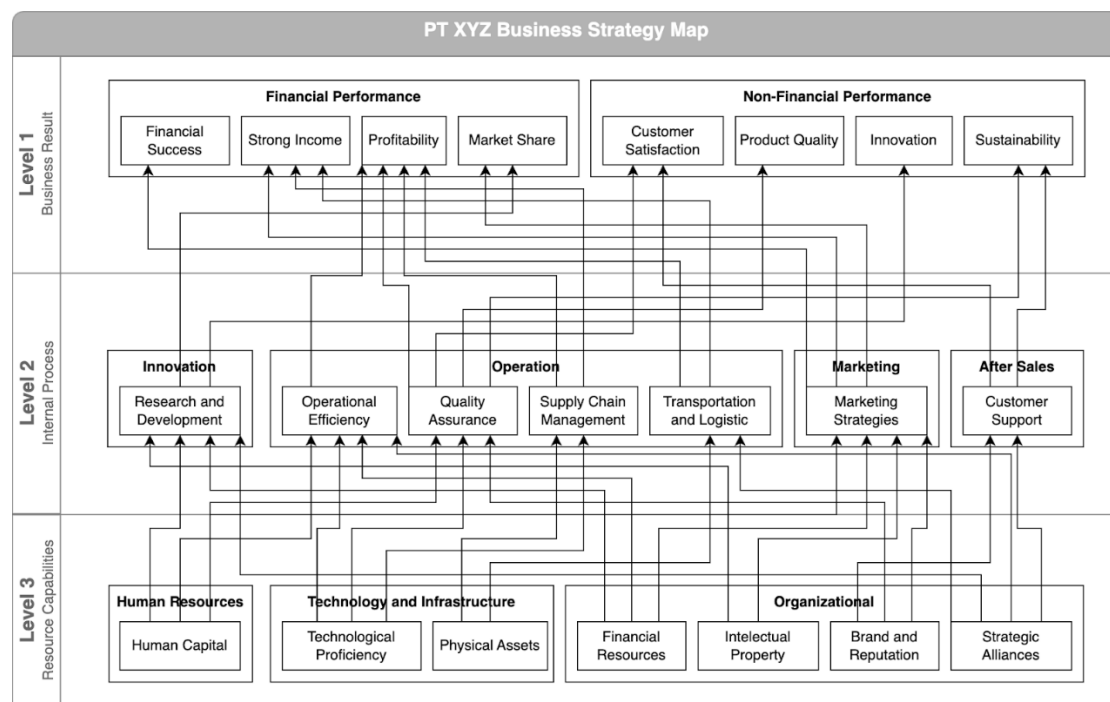 PT XYZ Business Strategy Map
Level 1
Business Result
Financial Performance
Financial
Success
Strong Income
Profitability
Market Share
Non-Financial Performance
Customer
Satisfaction
Product Quality
Innovation
Sustainability
Level 2
Internal Process
Innovation
Research and
Development
Operation
Operational
Efficiency
Quality
Assurance
Supply Chain
Management
Transportation
and Logistic
Marketing
Marketing
Strategies
After Sales
Customer
Support
Level 3
Resource Capabilities
Human Resources
Human Capital
Technology and Infrastructure
Technological
Proficiency
Physical Assets
Organizational
Financial
Resources
Intelectual
Property
Brand and
Reputation
Strategic
Alliances